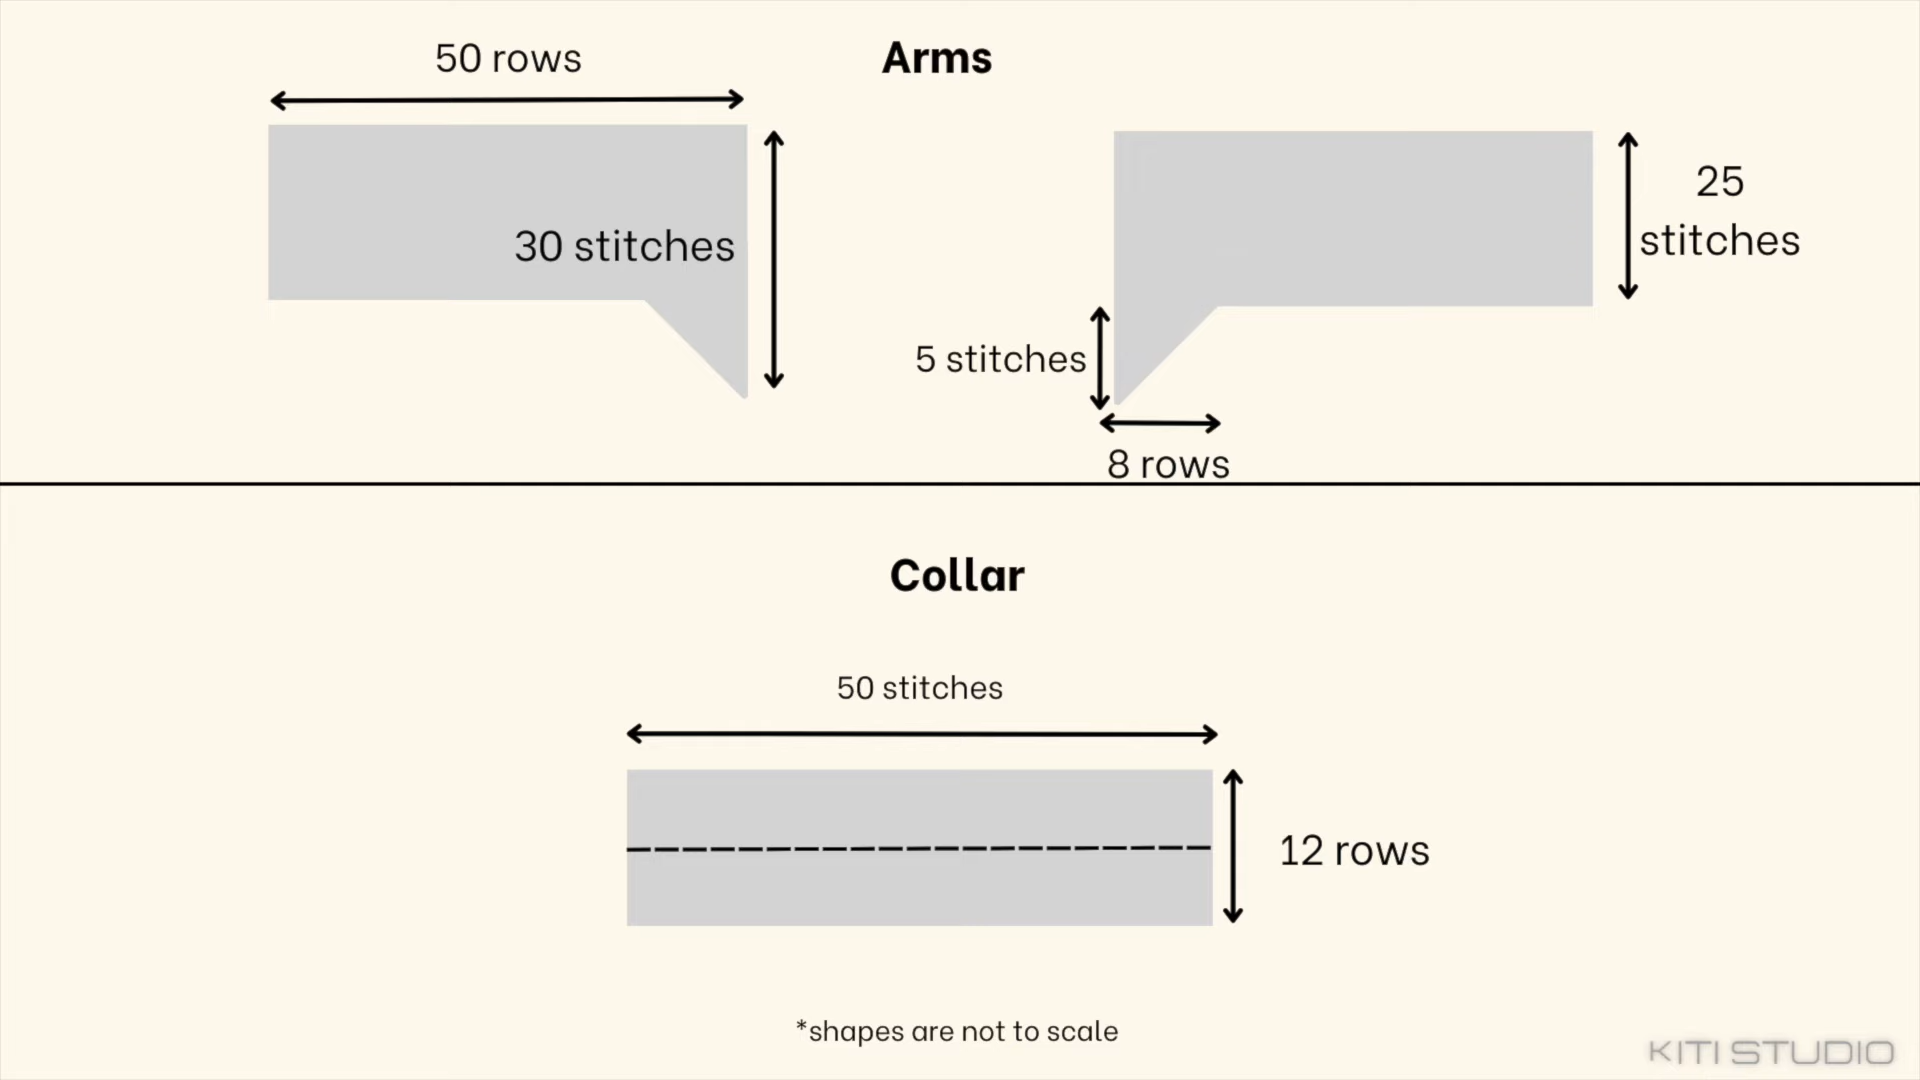 Arms
50 rows
30 stitches
25
stitches
5 stitches
8 rows
Collar
50 stitches
12 rows
*shapes are not to scale
KITI STUDIO